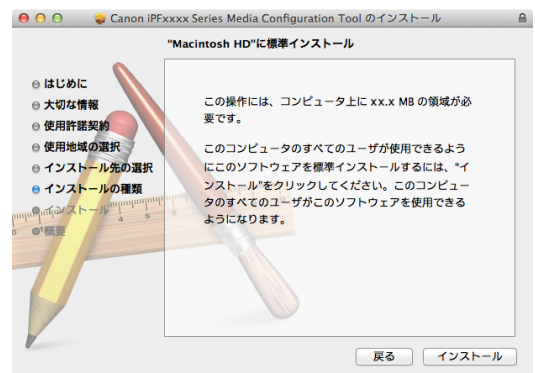 Canon iPFxxxx Series Media Configuration Tool のインストール
“Macintosh HD”に標準インストール
はじめに
大切な情報
使用許諾契約
使用地域の選択
インストール先の選択
インストールの種類
インストール
概要
この操作には、コンピュータ上に xx.x MB の領域が必
要です。
このコンピュータのすべてのユーザが使用できるよう
にこのソフトウェアを標準インストールするには、“イ
ンストール”をクリックしてください。このコンピュー
タのすべてのユーザがこのソフトウェアを使用できる
ようになります。
戻る
インストール